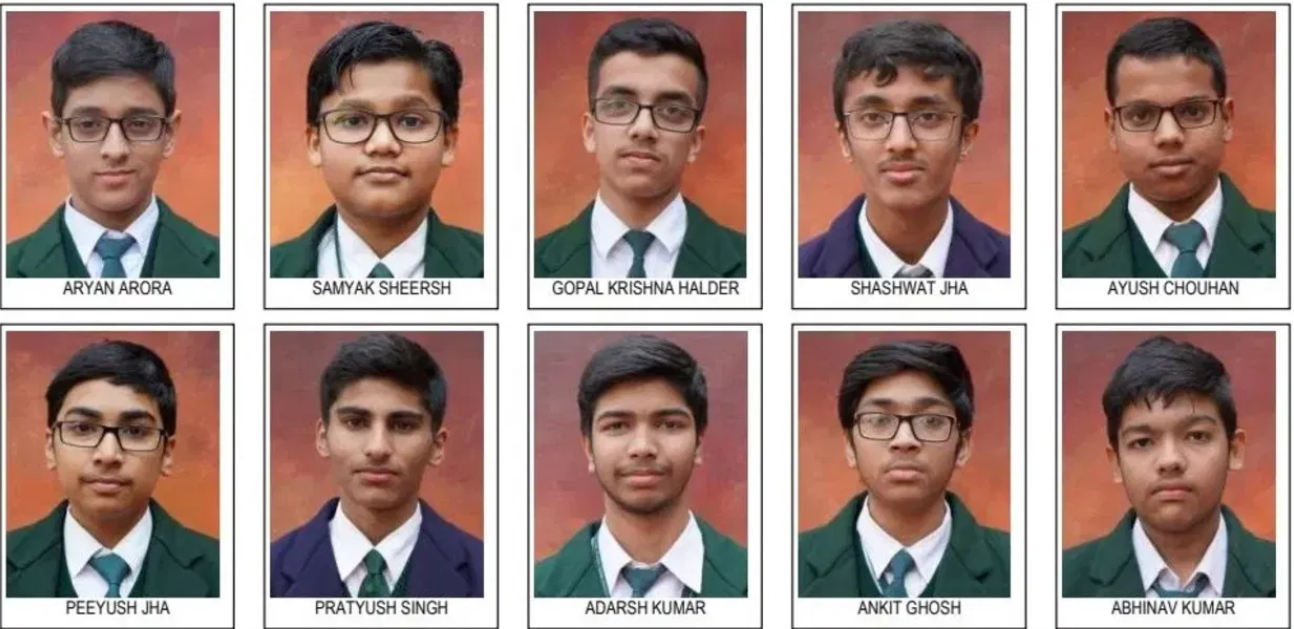 ARYAN ARORA
SAMYAK SHEERSH
GOPAL KRISHNA HALDER
SHASHWAT JHA
AYUSH CHOUHAN
PEEYUSH JHA
PRATYUSH SINGH
ADARSH KUMAR
ANKIT GHOSH
ABHINAV KUMAR